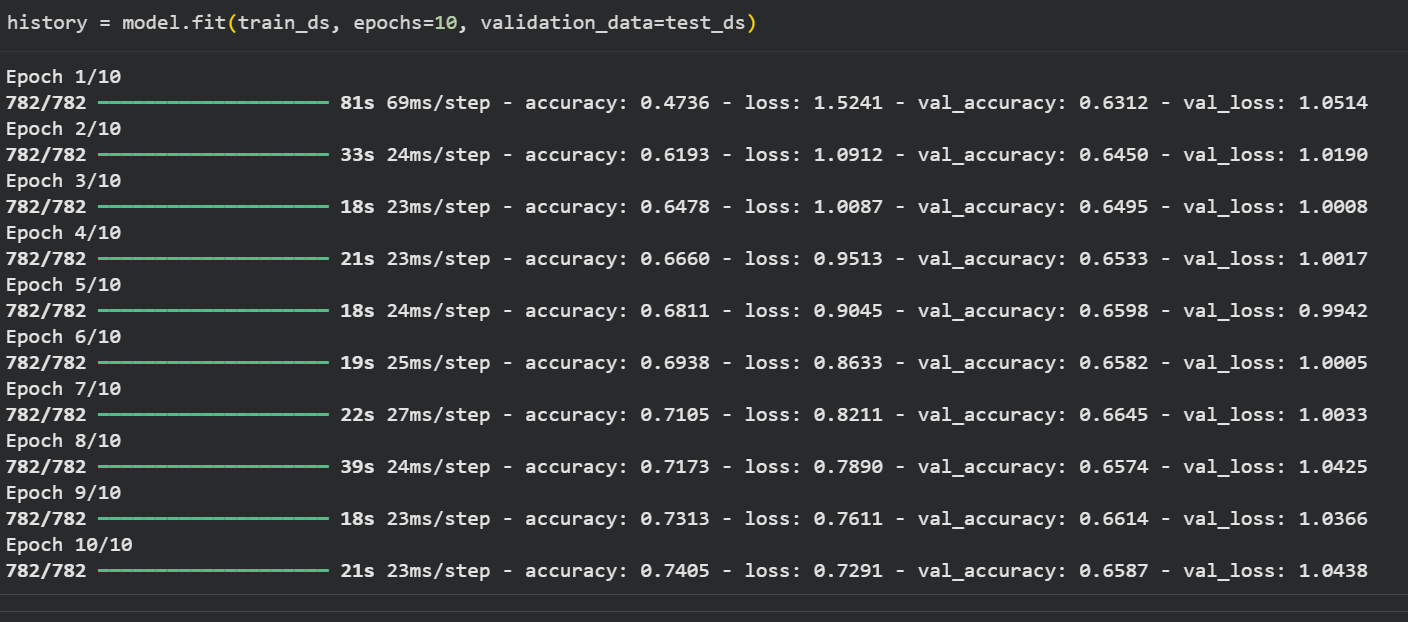 history = model.fit(train_ds, epochs=10, validation_data=test_ds)
Epoch 1/10
782/782 ━━━━━━━━━━━━━━━━━━━━ 81s 69ms/step - accuracy: 0.4736 - loss: 1.5241 - val_accuracy: 0.6312 - val_loss: 1.0514
Epoch 2/10
782/782 ━━━━━━━━━━━━━━━━━━━━ 33s 24ms/step - accuracy: 0.6193 - loss: 1.0912 - val_accuracy: 0.6450 - val_loss: 1.0190
Epoch 3/10
782/782 ━━━━━━━━━━━━━━━━━━━━ 18s 23ms/step - accuracy: 0.6478 - loss: 1.0087 - val_accuracy: 0.6495 - val_loss: 1.0008
Epoch 4/10
782/782 ━━━━━━━━━━━━━━━━━━━━ 21s 23ms/step - accuracy: 0.6660 - loss: 0.9513 - val_accuracy: 0.6533 - val_loss: 1.0017
Epoch 5/10
782/782 ━━━━━━━━━━━━━━━━━━━━ 18s 24ms/step - accuracy: 0.6811 - loss: 0.9045 - val_accuracy: 0.6598 - val_loss: 0.9942
Epoch 6/10
782/782 ━━━━━━━━━━━━━━━━━━━━ 19s 25ms/step - accuracy: 0.6938 - loss: 0.8633 - val_accuracy: 0.6582 - val_loss: 1.0005
Epoch 7/10
782/782 ━━━━━━━━━━━━━━━━━━━━ 22s 27ms/step - accuracy: 0.7105 - loss: 0.8211 - val_accuracy: 0.6645 - val_loss: 1.0033
Epoch 8/10
782/782 ━━━━━━━━━━━━━━━━━━━━ 39s 24ms/step - accuracy: 0.7173 - loss: 0.7890 - val_accuracy: 0.6574 - val_loss: 1.0425
Epoch 9/10
782/782 ━━━━━━━━━━━━━━━━━━━━ 18s 23ms/step - accuracy: 0.7313 - loss: 0.7611 - val_accuracy: 0.6614 - val_loss: 1.0366
Epoch 10/10
782/782 ━━━━━━━━━━━━━━━━━━━━ 21s 23ms/step - accuracy: 0.7405 - loss: 0.7291 - val_accuracy: 0.6587 - val_loss: 1.0438